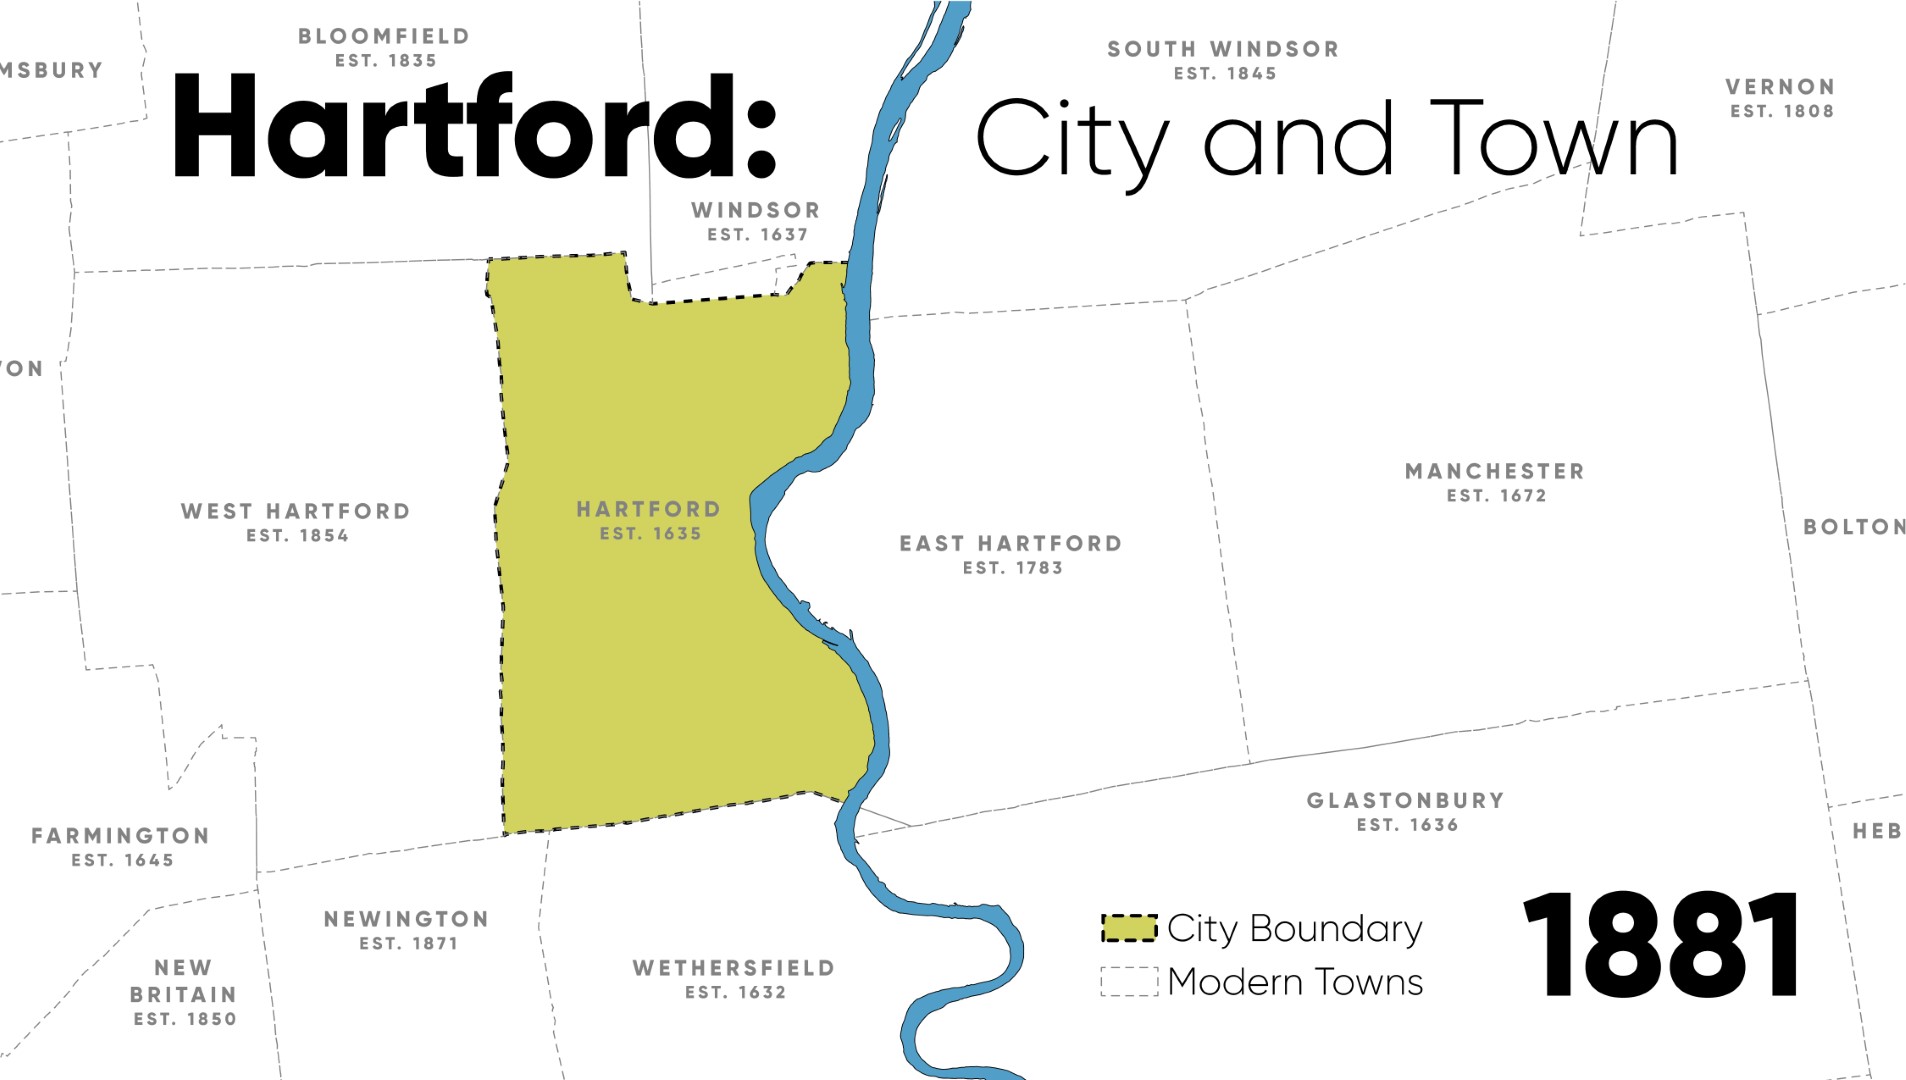 BLOOMFIELD
EST. 1835
MSBURY
SOUTH WINDSOR
EST. 1845
VERNON
EST. 1808
Hartford: City and Town
WINDSOR
EST. 1637
ON
WEST HARTFORD
EST. 1854
HARTFORD
EST. 1635
EAST HARTFORD
EST. 1783
MANCHESTER
EST. 1672
BOLTON
FARMINGTON
EST. 1645
GLASTONBURY
EST. 1636
HEB
NEWINGTON
EST. 1871
NEW
BRITAIN
EST. 1850
WETHERSFIELD
EST. 1632
City Boundary
Modern Towns
1881